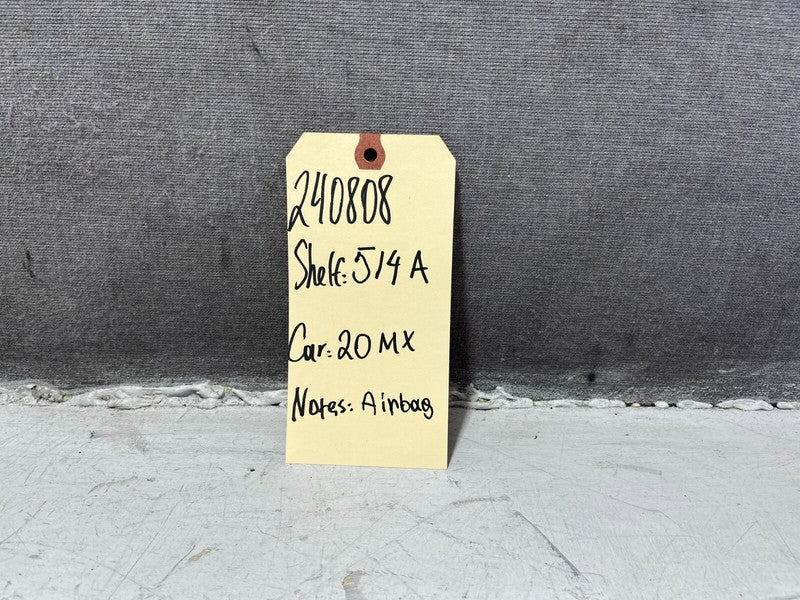 240808
Shelf: 514 A
Car: 20 MX
Notes: Airbag